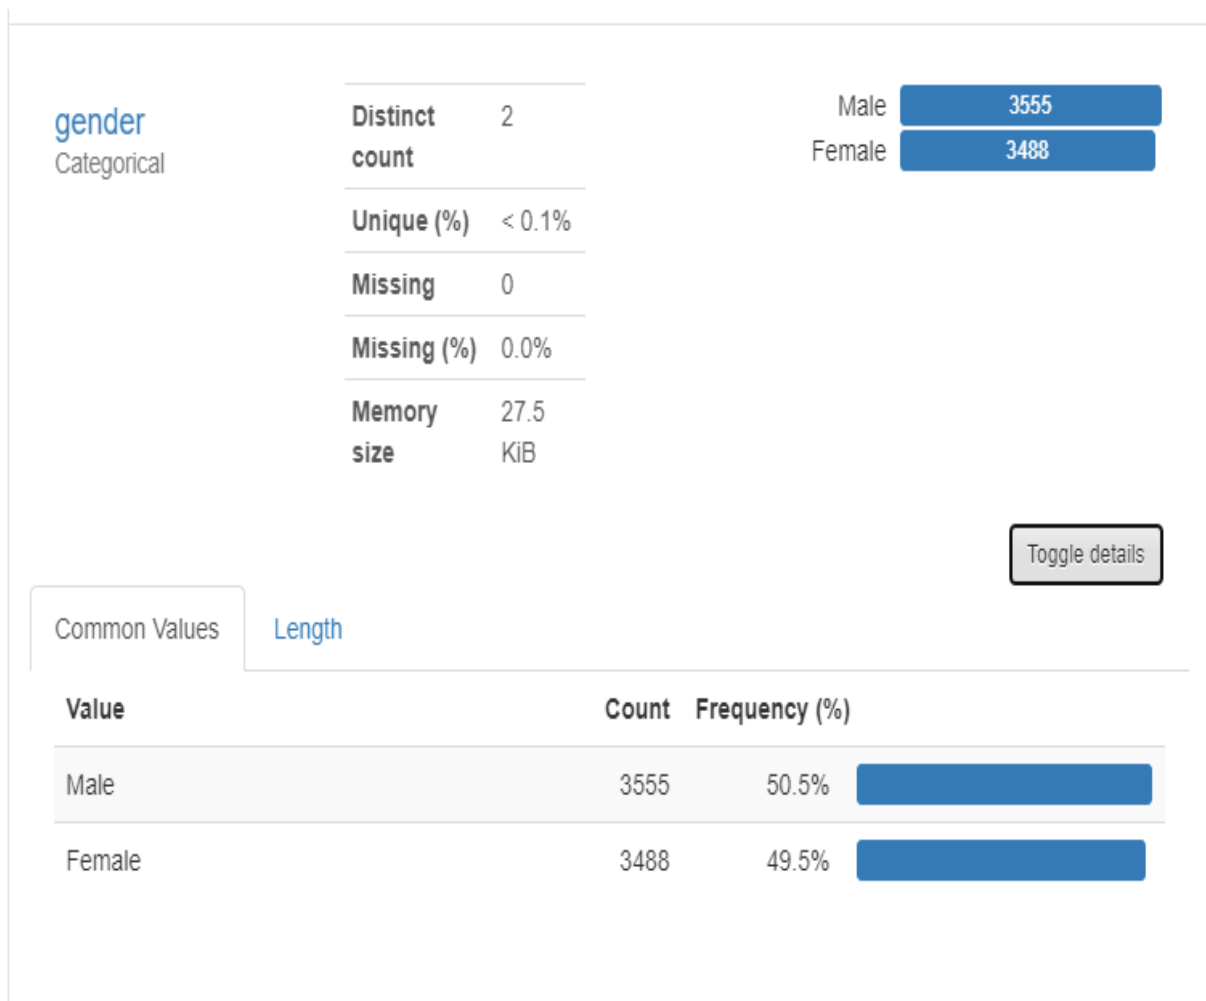 gender
Categorical
Distinct count 2
Unique (%) < 0.1%
Missing 0
Missing (%) 0.0%
Memory size 27.5 KiB
Male 3555
Female 3488
Toggle details
Common Values Length
Value Count Frequency (%)
Male 3555 50.5%
Female 3488 49.5%